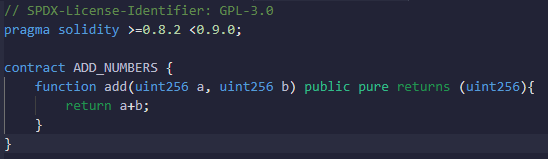 // SPDX-License-Identifier: GPL-3.0
pragma solidity >=0.8.2 <0.9.0;

contract ADD_NUMBERS {
    function add(uint256 a, uint256 b) public pure returns (uint256){
        return a+b;
    }
}